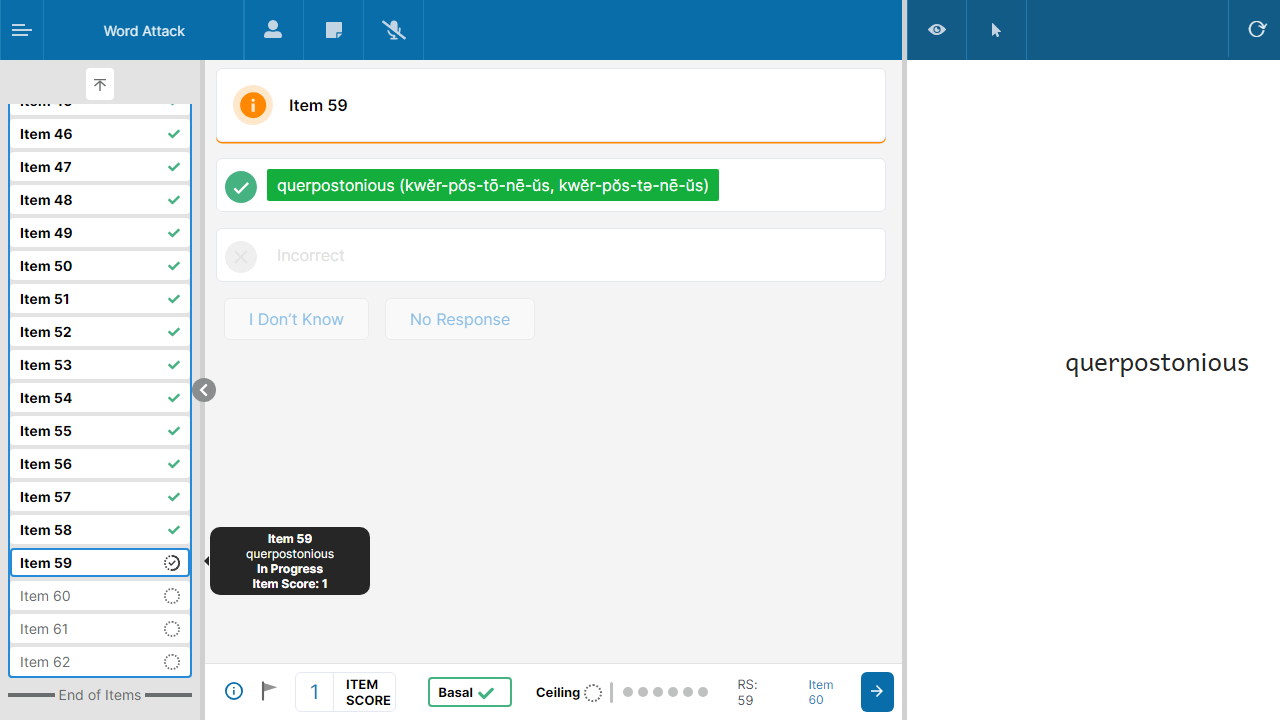 Word Attack
Item 46
Item 47
Item 48
Item 49
Item 50
Item 51
Item 52
Item 53
Item 54
Item 55
Item 56
Item 57
Item 58
Item 59
Item 60
Item 61
Item 62
End of Items
Item 59
querpostonious (kwĕr-pŏs-tō-nē-ŭs, kwĕr-pŏs-tə-nē-ŭs)
Incorrect
I Don't Know
No Response
Item 59
querpostonious
In Progress
Item Score: 1
1
ITEM
SCORE
Basal
Ceiling
RS:
59
Item
60
querpostonious